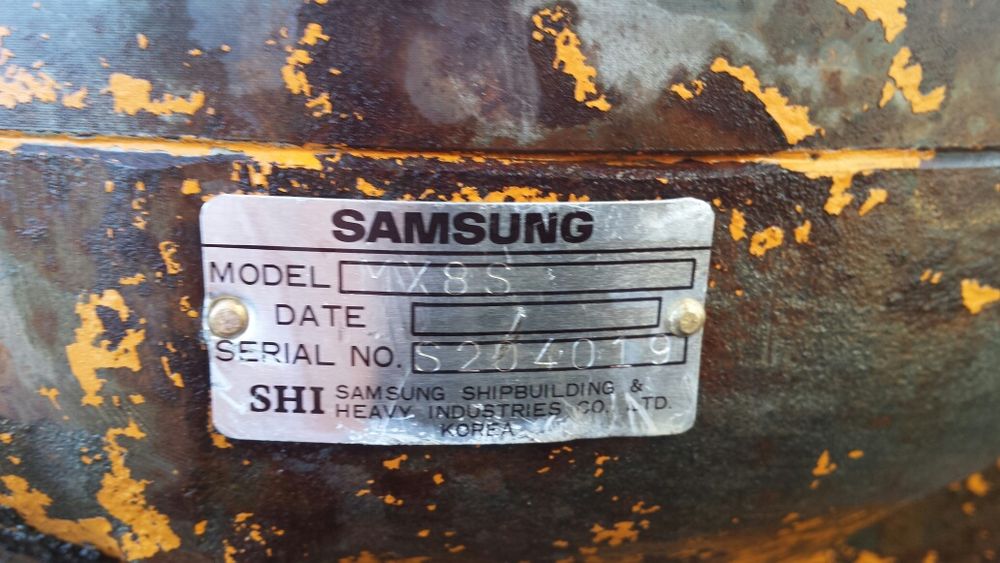 SAMSUNG
MODEL MX8S
DATE
SERIAL NO. S204019
SHI SAMSUNG SHIPBUILDING &
HEAVY INDUSTRIES CO. LTD.
KOREA